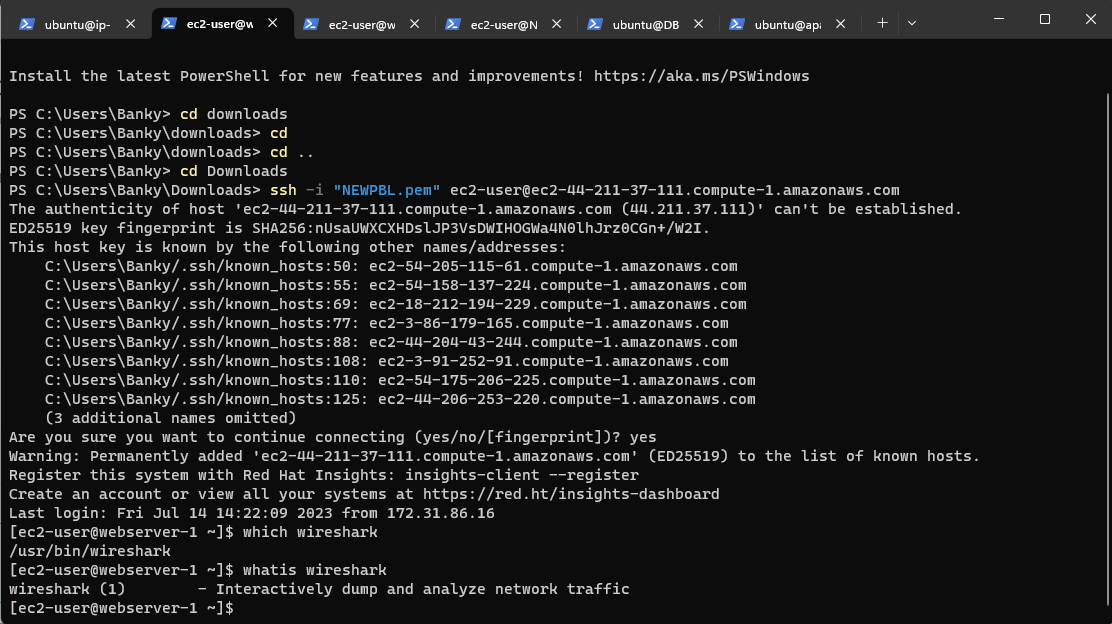 ubuntu@ip-
ec2-user@w
ec2-user@w
ec2-user@N
ubuntu@DB
ubuntu@apa
Install the latest PowerShell for new features and improvements! https://aka.ms/PSWindows
PS C:\Users\Banky> cd downloads
PS C:\Users\Banky\downloads> cd
PS C:\Users\Banky\downloads> cd ..
PS C:\Users\Banky> cd Downloads
PS C:\Users\Banky\Downloads> ssh -i "NEWPBL.pem" ec2-user@ec2-44-211-37-111.compute-1.amazonaws.com
The authenticity of host 'ec2-44-211-37-111.compute-1.amazonaws.com (44.211.37.111)' can't be established.
ED25519 key fingerprint is SHA256:nUsaUWXCXHDslJP3VsDWIHOGWa4N0lhJrz0CGn+/W2I.
This host key is known by the following other names/addresses:
    C:\Users\Banky/.ssh/known_hosts:50: ec2-54-205-115-61.compute-1.amazonaws.com
    C:\Users\Banky/.ssh/known_hosts:55: ec2-54-158-137-224.compute-1.amazonaws.com
    C:\Users\Banky/.ssh/known_hosts:69: ec2-18-212-194-229.compute-1.amazonaws.com
    C:\Users\Banky/.ssh/known_hosts:77: ec2-3-86-179-165.compute-1.amazonaws.com
    C:\Users\Banky/.ssh/known_hosts:88: ec2-44-204-43-244.compute-1.amazonaws.com
    C:\Users\Banky/.ssh/known_hosts:108: ec2-3-91-252-91.compute-1.amazonaws.com
    C:\Users\Banky/.ssh/known_hosts:110: ec2-54-175-206-225.compute-1.amazonaws.com
    C:\Users\Banky/.ssh/known_hosts:125: ec2-44-206-253-220.compute-1.amazonaws.com
    (3 additional names omitted)
Are you sure you want to continue connecting (yes/no/[fingerprint])? yes
Warning: Permanently added 'ec2-44-211-37-111.compute-1.amazonaws.com' (ED25519) to the list of known hosts.
Register this system with Red Hat Insights: insights-client --register
Create an account or view all your systems at https://red.ht/insights-dashboard
Last login: Fri Jul 14 14:22:09 2023 from 172.31.86.16
[ec2-user@webserver-1 ~]$ which wireshark
/usr/bin/wireshark
[ec2-user@webserver-1 ~]$ whatis wireshark
wireshark (1)        - Interactively dump and analyze network traffic
[ec2-user@webserver-1 ~]$